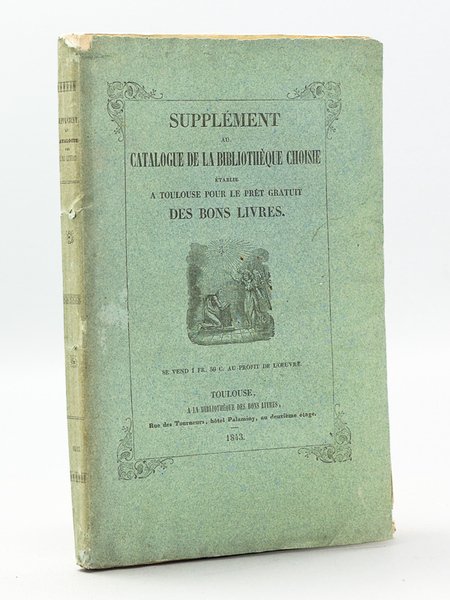 SUPPLÉMENT
AU
CATALOGUE DE LA BIBLIOTHÈQUE CHOISIE
ÉTABLIE
A TOULOUSE POUR LE PRÊT GRATUIT
DES BONS LIVRES.
SE VEND 1 FR. 50 C. AU PROFIT DE L'ŒUVRE
TOULOUSE,
A LA BIBLIOTHÈQUE DES BONS LIVRES,
Rue des Tourneurs, hôtel Palaminy, au deuxième étage.
1843.
SUPPLÉMENT
CATALOGUE